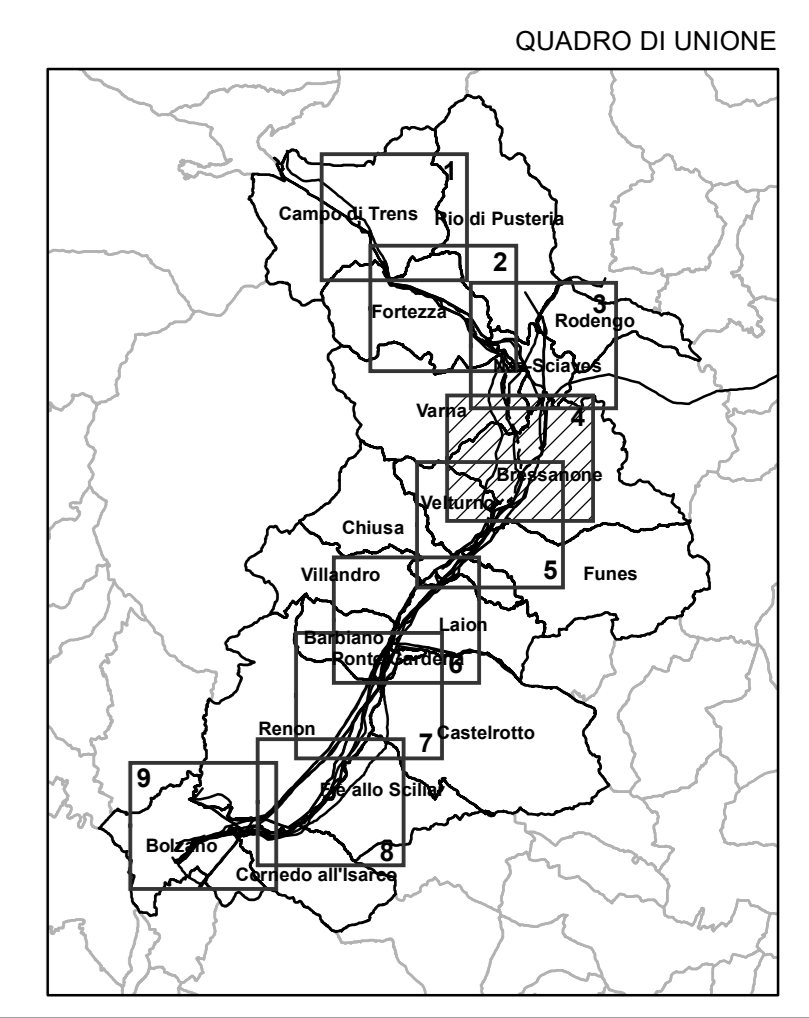 QUADRO DI UNIONE
1
Campo di Trens
Rio di Pusteria
2
3
Fortezza
Rodengo
Naz-Sciaves
Varna
4
Bressanone
Velturno
Chiusa
5
Villandro
Funes
Laion
Barbiano
Ponte Gardena
6
Renon
7
Castelrotto
9
Fiè allo Sciliar
Bolzano
8
Cornedo all'Isarco